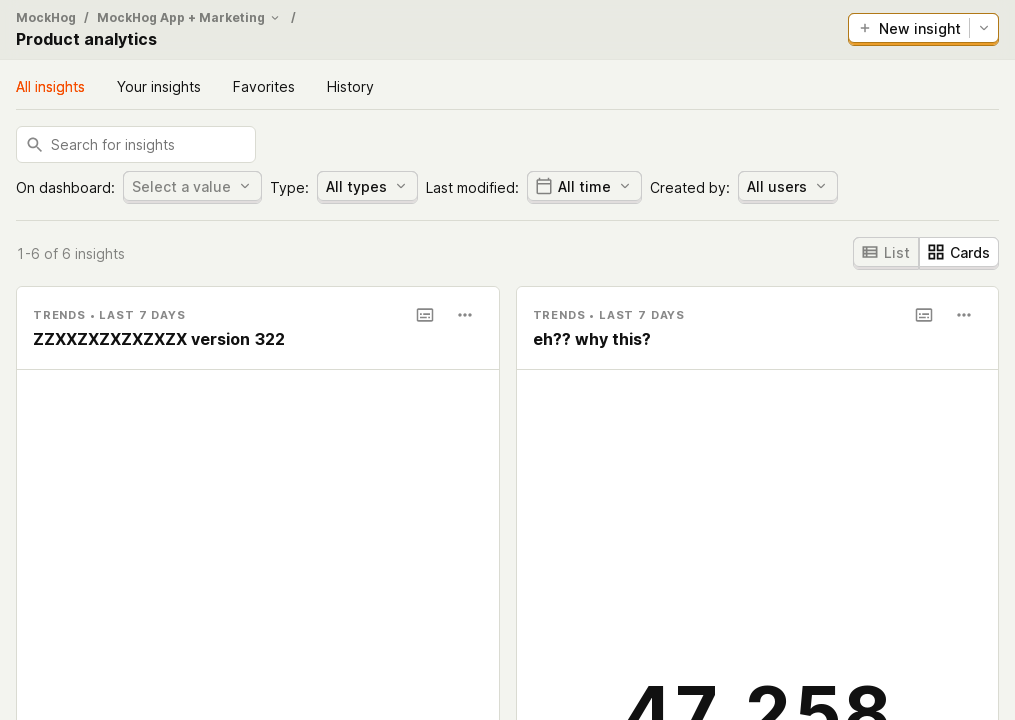 MockHog / MockHog App + Marketing /
Product analytics
New insight
All insights Your insights Favorites History
Search for insights
On dashboard: Select a value Type: All types Last modified: All time Created by: All users
1-6 of 6 insights
List Cards
TRENDS • LAST 7 DAYS
ZZXXZXZXZXZXZX version 322
TRENDS • LAST 7 DAYS
eh?? why this?
47,258